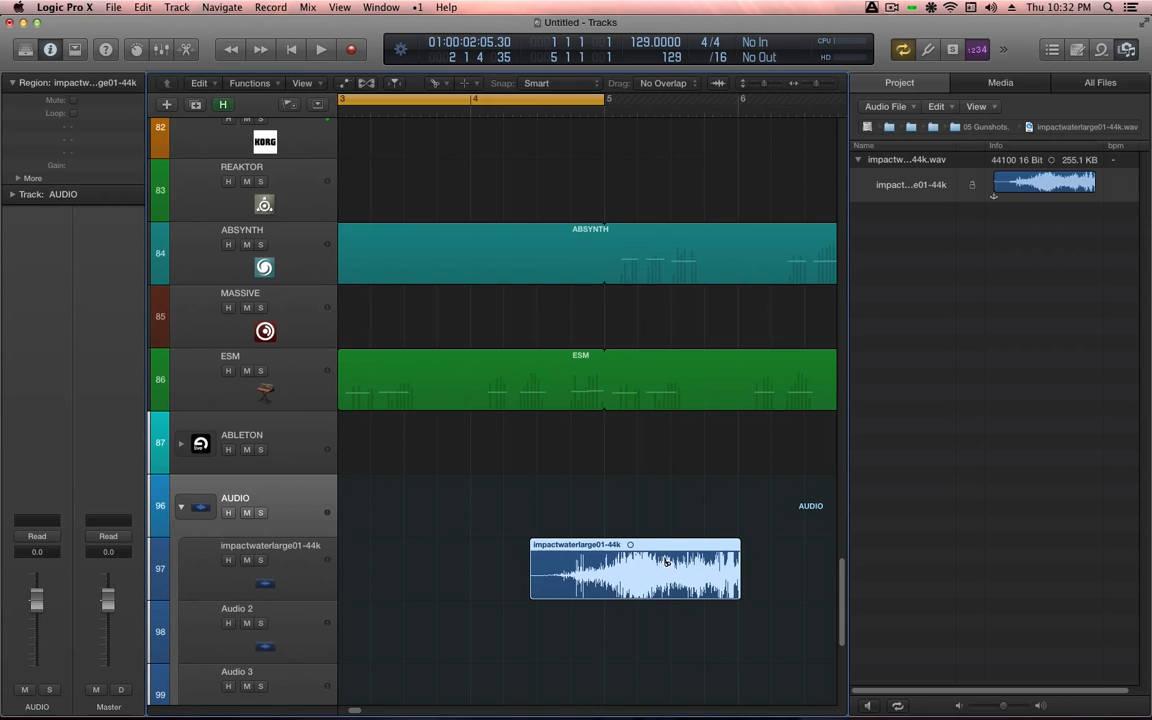 Logic Pro X File Edit Track Navigate Record Mix View Window •1 Help
Thu 10:32 PM
Untitled - Tracks
01:00:02:05.30 1 1 1 1 129.0000 4/4 No In CPU
2 1 4 35 5 1 1 1 129 /16 No Out HD
1234
Region: impactw…ge01-44k
Mute:
Loop:
Gain:
More
Track: AUDIO
Edit Functions View Snap: Smart Drag: No Overlap
H
3 4 5 6
82 KORG
83 REAKTOR
H M S
84 ABSYNTH
H M S
ABSYNTH
85 MASSIVE
H M S
86 ESM
H M S
ESM
87 ABLETON
H M S
96 AUDIO
H M S
AUDIO
97 impactwaterlarge01-44k
H M S
impactwaterlarge01-44k
98 Audio 2
H M S
99 Audio 3
H M S
Read Read
0.0 0.0
M S M D
AUDIO Master
Project Media All Files
Audio File Edit View
05 Gunshots. impactwaterlarge01-44k.wav
Name Info bpm
impactw…44k.wav 44100 16 Bit 255.1 KB -
impact…e01-44k